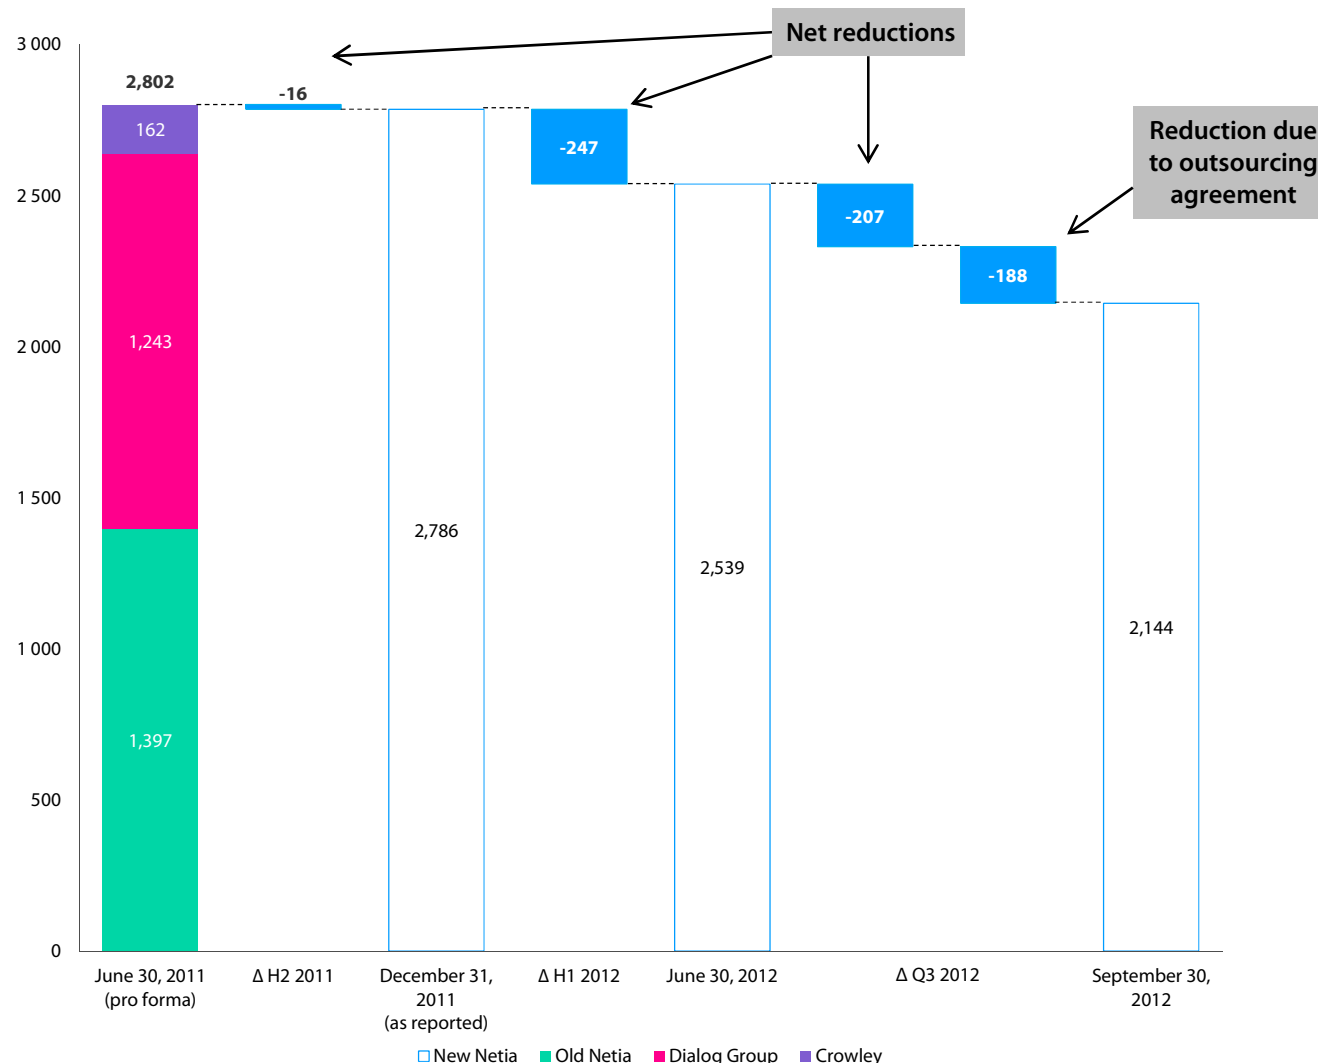 Net reductions
Reduction due
to outsourcing
agreement
3 000
2 500
2 000
1 500
1 000
500
0
2,802
162
1,243
1,397
-16
2,786
-247
2,539
-207
-188
2,144
June 30, 2011
(pro forma)
Δ H2 2011
December 31,
2011
(as reported)
Δ H1 2012
June 30, 2012
Δ Q3 2012
September 30,
2012
New Netia
Old Netia
Dialog Group
Crowley